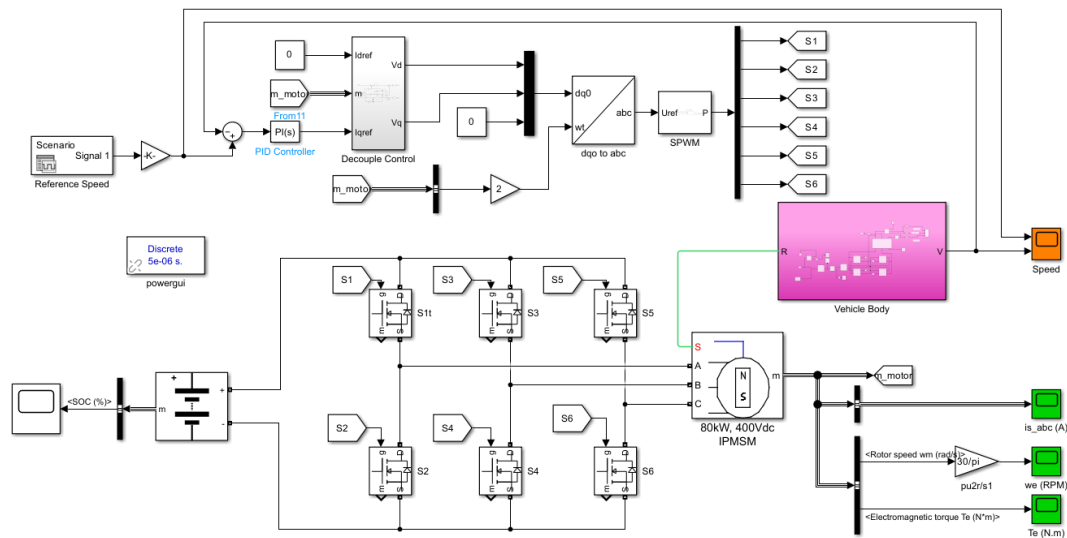 Scenario
Signal 1
Reference Speed
-K-
PI(s)
PID Controller
0
m_moto
From11
Idref
m
Iqref
Vd
Vq
Decouple Control
0
m_moto
2
dq0
wt
abc
dqo to abc
Uref
P
SPWM
S1
S2
S3
S4
S5
S6
Discrete
5e-06 s.
powergui
R
V
Vehicle Body
Speed
S1
g
D
m
S
S1t
S3
g
D
m
S
S3
S5
g
D
m
S
S5
S2
g
D
m
S
S2
S4
g
D
m
S
S4
S6
g
D
m
S
S6
<SOC (%)>
m
+
+
-
S
A
B
C
N
S
m
80kW, 400Vdc
IPMSM
m_motor
is_abc (A)
<Rotor speed wm (rad/s)>
30/pi
pu2r/s1
we (RPM)
<Electromagnetic torque Te (N*m)>
Te (N.m)